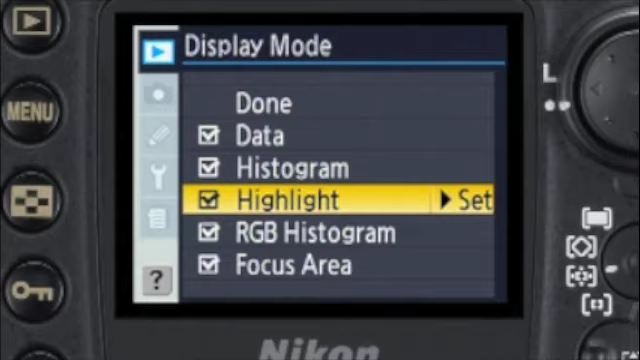 Display Mode
Done
Data
Histogram
Highlight
Set
RGB Histogram
Focus Area
?
MENU
L
Nikon